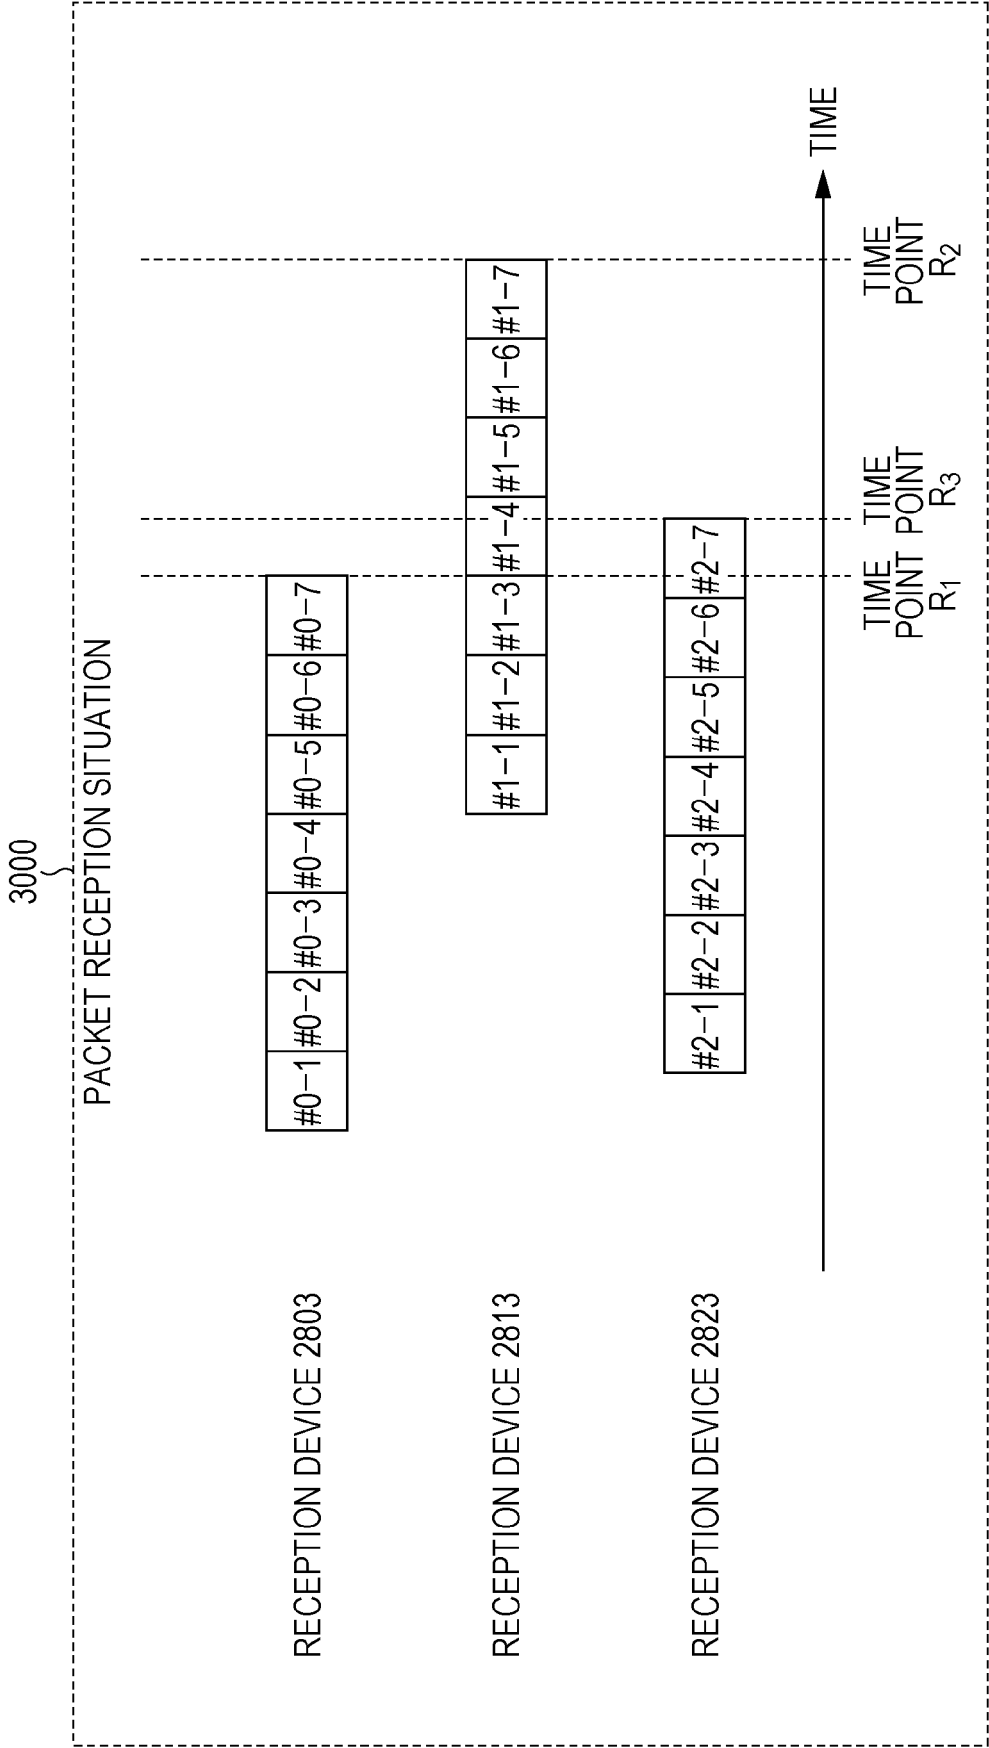 3000
PACKET RECEPTION SITUATION
RECEPTION DEVICE 2803
#0-1 #0-2 #0-3 #0-4 #0-5 #0-6 #0-7
RECEPTION DEVICE 2813
#1-1 #1-2 #1-3 #1-4 #1-5 #1-6 #1-7
RECEPTION DEVICE 2823
#2-1 #2-2 #2-3 #2-4 #2-5 #2-6 #2-7
TIME
TIME
POINT
R1
TIME
POINT
R3
TIME
POINT
R2